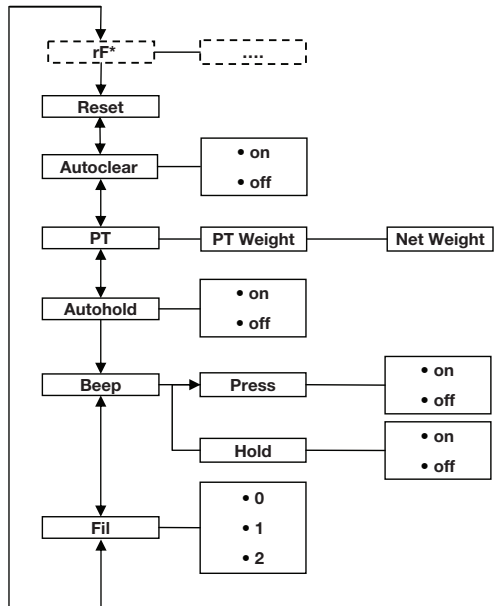 rF*
....
Reset
Autoclear
• on
• off
PT
PT Weight
Net Weight
Autohold
• on
• off
Beep
Press
• on
• off
Hold
• on
• off
Fil
• 0
• 1
• 2